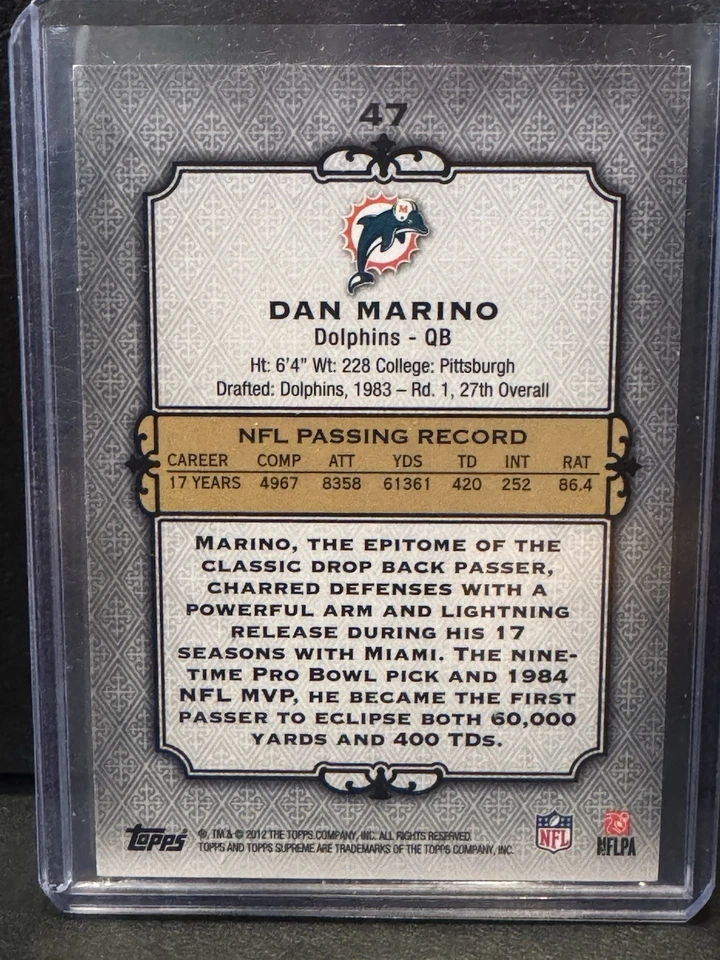 47
M
DAN MARINO
Dolphins - QB
Ht: 6'4" Wt: 228 College: Pittsburgh
Drafted: Dolphins, 1983 – Rd. 1, 27th Overall
NFL PASSING RECORD
CAREER COMP ATT YDS TD INT RAT
17 YEARS 4967 8358 61361 420 252 86.4
MARINO, THE EPITOME OF THE
CLASSIC DROP BACK PASSER,
CHARRED DEFENSES WITH A
POWERFUL ARM AND LIGHTNING
RELEASE DURING HIS 17
SEASONS WITH MIAMI. THE NINE-
TIME PRO BOWL PICK AND 1984
NFL MVP, HE BECAME THE FIRST
PASSER TO ECLIPSE BOTH 60,000
YARDS AND 400 TDS.
Topps ®, TM & © 2012 THE TOPPS COMPANY, INC. ALL RIGHTS RESERVED.
TOPPS AND TOPPS SUPREME ARE TRADEMARKS OF THE TOPPS COMPANY, INC.
NFL
NFLPA